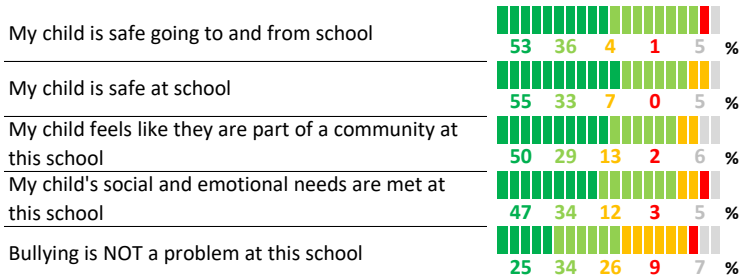 My child is safe going to and from school
53 36 4 1 5 %
My child is safe at school
55 33 7 0 5 %
My child feels like they are part of a community at
this school
50 29 13 2 6 %
My child's social and emotional needs are met at
this school
47 34 12 3 5 %
Bullying is NOT a problem at this school
25 34 26 9 7 %